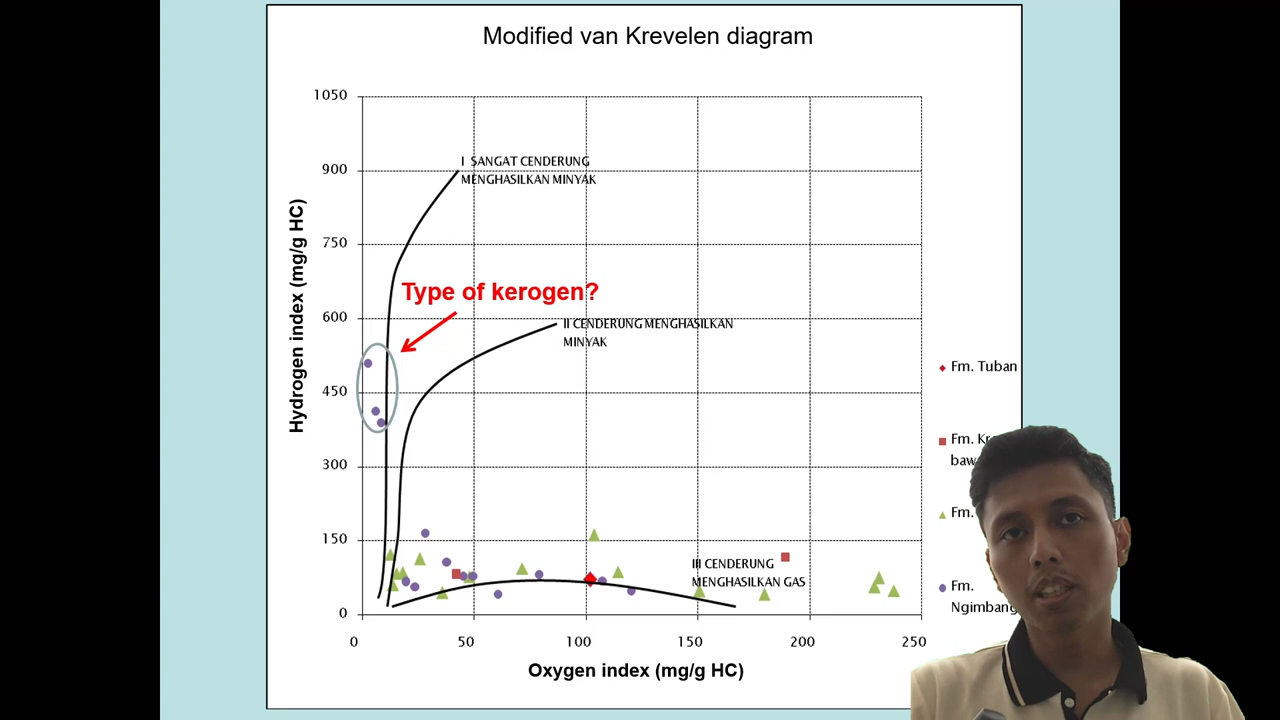 Modified van Krevelen diagram
1050
900
750
600
450
300
150
0
Hydrogen index (mg/g HC)
I SANGAT CENDERUNG
MENGHASILKAN MINYAK
Type of kerogen?
II CENDERUNG MENGHASILKAN
MINYAK
III CENDERUNG
MENGHASILKAN GAS
0
50
100
150
200
250
Oxygen index (mg/g HC)
Fm. Tuban
Fm.
Fm.
Fm.
Ngimbang